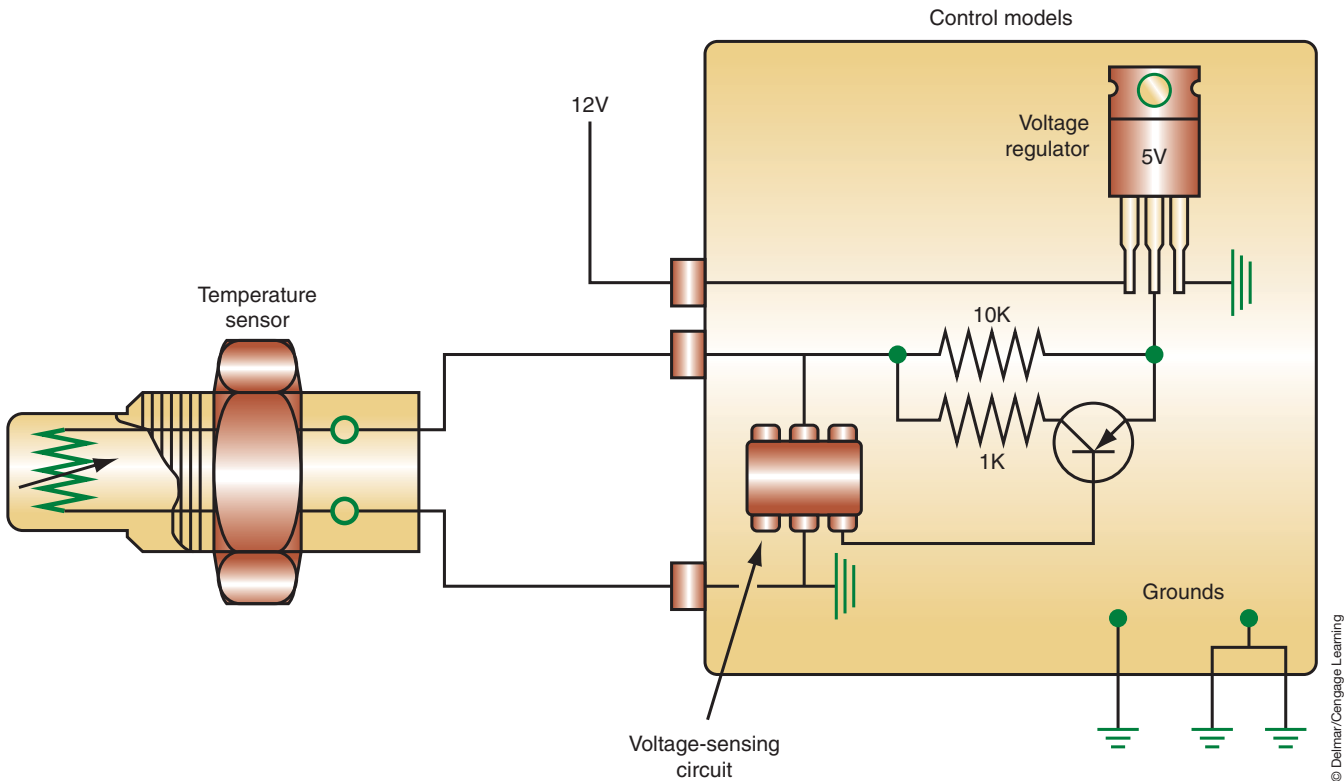 Control models
12V
Voltage
regulator
5V
Temperature
sensor
10K
1K
Grounds
Voltage-sensing
circuit
© Delmar/Cengage Learning